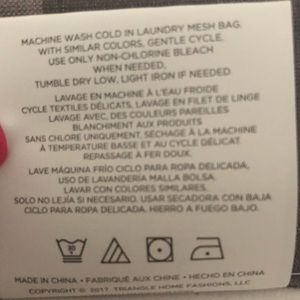 MACHINE WASH COLD IN LAUNDRY MESH BAG,
WITH SIMILAR COLORS, GENTLE CYCLE.
USE ONLY NON-CHLORINE BLEACH
WHEN NEEDED,
TUMBLE DRY LOW, LIGHT IRON IF NEEDED
LAVAGE EN MACHINE À L'EAU FROIDE
CYCLE TEXTILES DÉLICATS, LAVAGE EN FILET DE LINGE
LAVAGE AVEC, DES COULEURS PAREILLES
BLANCHIMENT AUX PRODUITS
SANS CHLORE UNIQUEMENT. SÉCHAGE À LA MACHINE
À TEMPERATURE BASSE ET AU CYCLE DÉLICAT
REPASSAGE À FER DOUX.
LAVE MÁQUINA FRÍO CICLO PARA ROPA DELICADA,
USO DE LAVANDERÍA MALLA BOLSA.
LAVAR CON COLORES SIMILARES.
SOLO NO LEJÍA SI NECESARIO. USAR SECADORA CON BAJA
CICLO PARA ROPA DELICADA. HIERRO A FUEGO BAJO.
MADE IN CHINA • FABRIQUÉ AUX CHINE • HECHO EN CHINA
COPYRIGHT © 2017 TRIANGLE HOME FASHIONS, LLC